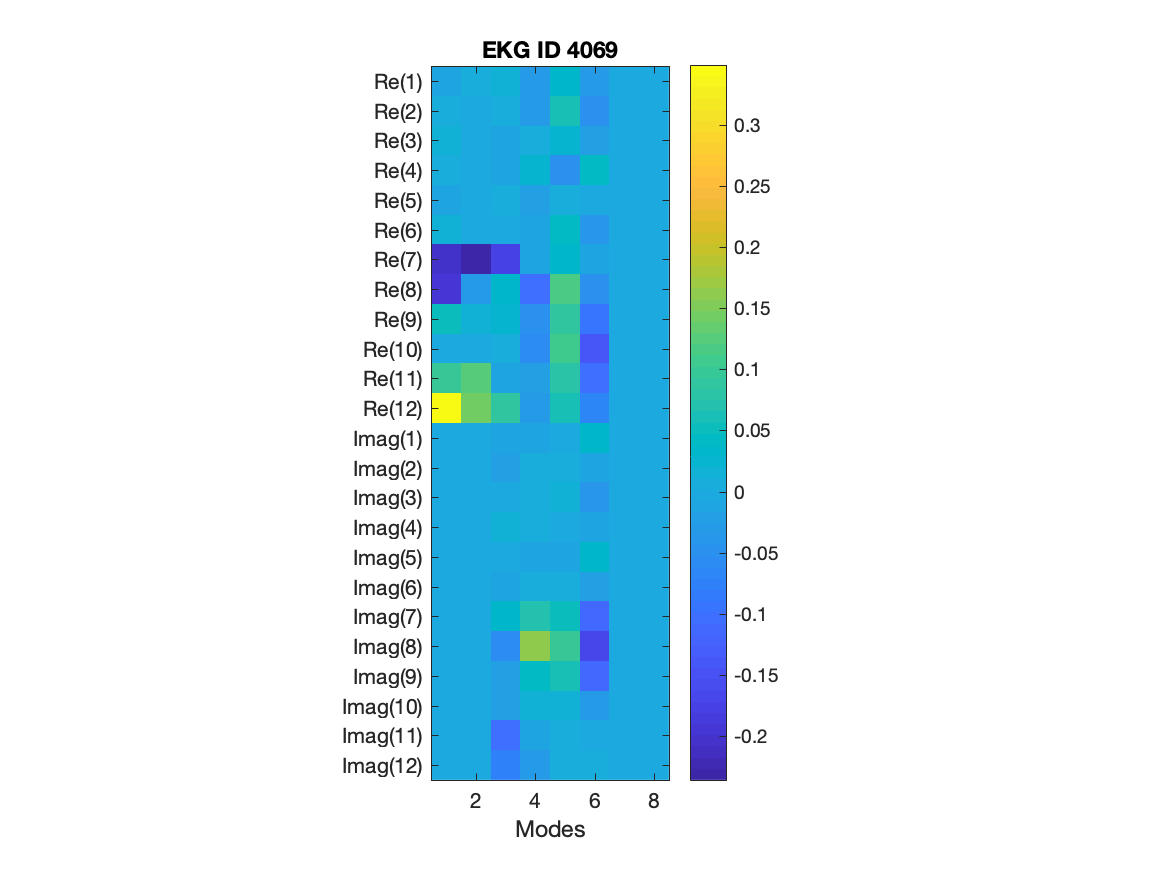 EKG ID 4069
Re(1)
Re(2)
Re(3)
Re(4)
Re(5)
Re(6)
Re(7)
Re(8)
Re(9)
Re(10)
Re(11)
Re(12)
Imag(1)
Imag(2)
Imag(3)
Imag(4)
Imag(5)
Imag(6)
Imag(7)
Imag(8)
Imag(9)
Imag(10)
Imag(11)
Imag(12)
2 4 6 8
Modes
0.3
0.25
0.2
0.15
0.1
0.05
0
-0.05
-0.1
-0.15
-0.2